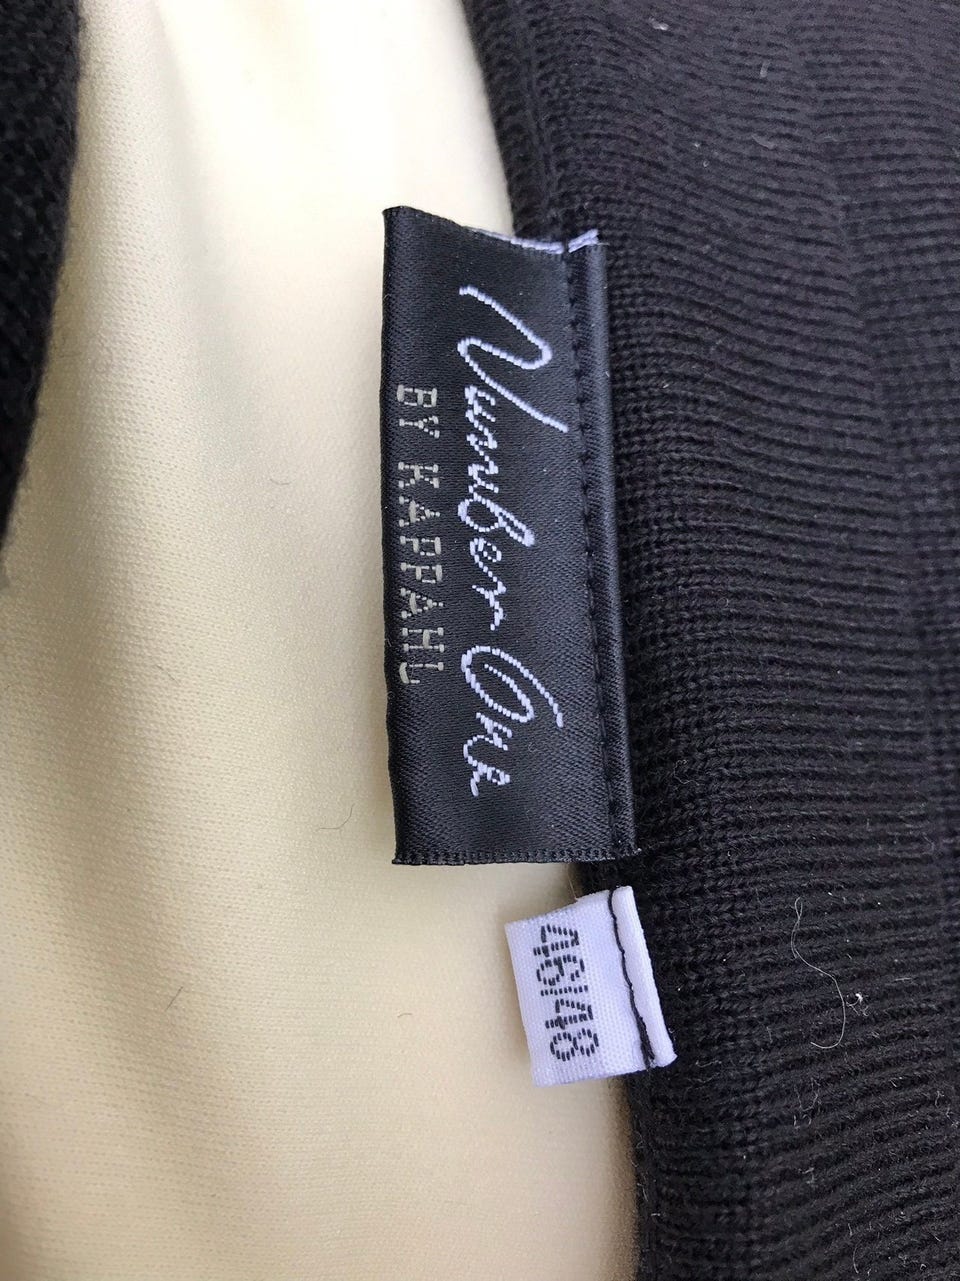 Number One
BY KAPPAHL
46/48